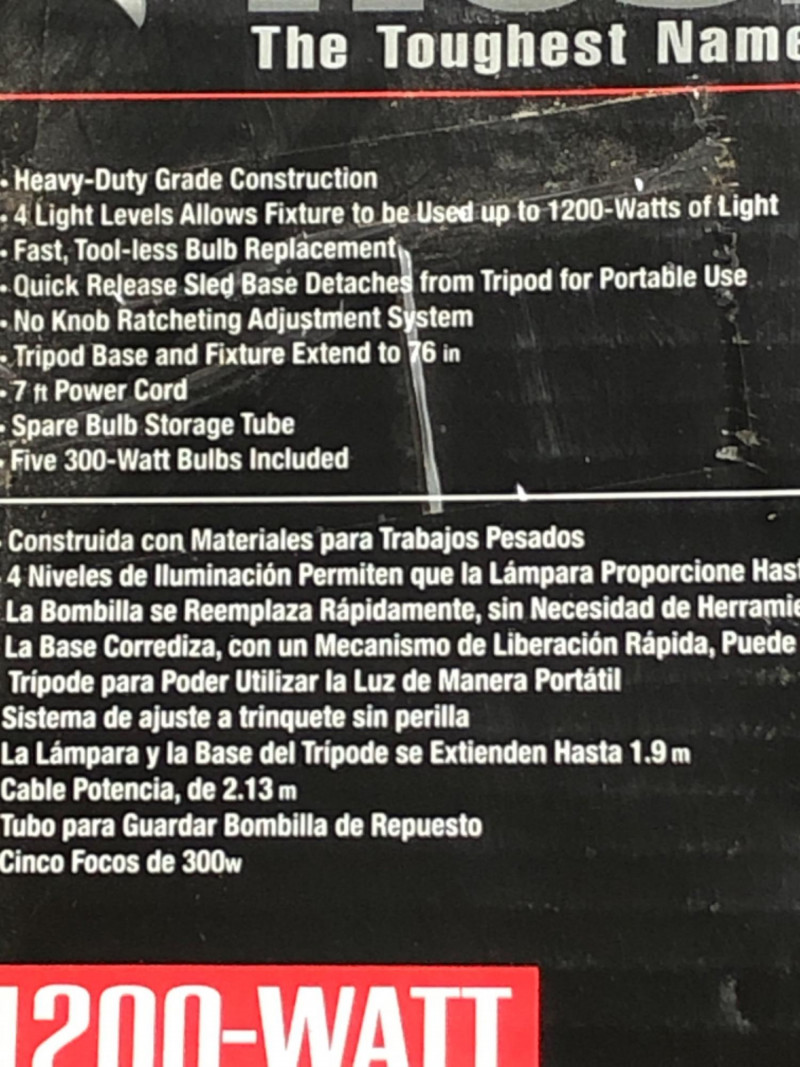 The Toughest Name
· Heavy-Duty Grade Construction
· 4 Light Levels Allows Fixture to be Used up to 1200-Watts of Light
· Fast, Tool-less Bulb Replacement
· Quick Release Sled Base Detaches from Tripod for Portable Use
· No Knob Ratcheting Adjustment System
· Tripod Base and Fixture Extend to 76 in
· 7 ft Power Cord
· Spare Bulb Storage Tube
· Five 300-Watt Bulbs Included
· Construida con Materiales para Trabajos Pesados
4 Niveles de Iluminación Permiten que la Lámpara Proporcione Hast
La Bombilla se Reemplaza Rápidamente, sin Necesidad de Herramie
La Base Corrediza, con un Mecanismo de Liberación Rápida, Puede
Trípode para Poder Utilizar la Luz de Manera Portátil
Sistema de ajuste a trinquete sin perilla
La Lámpara y la Base del Trípode se Extienden Hasta 1.9 m
Cable Potencia, de 2.13 m
Tubo para Guardar Bombilla de Repuesto
Cinco Focos de 300w
1200-WATT